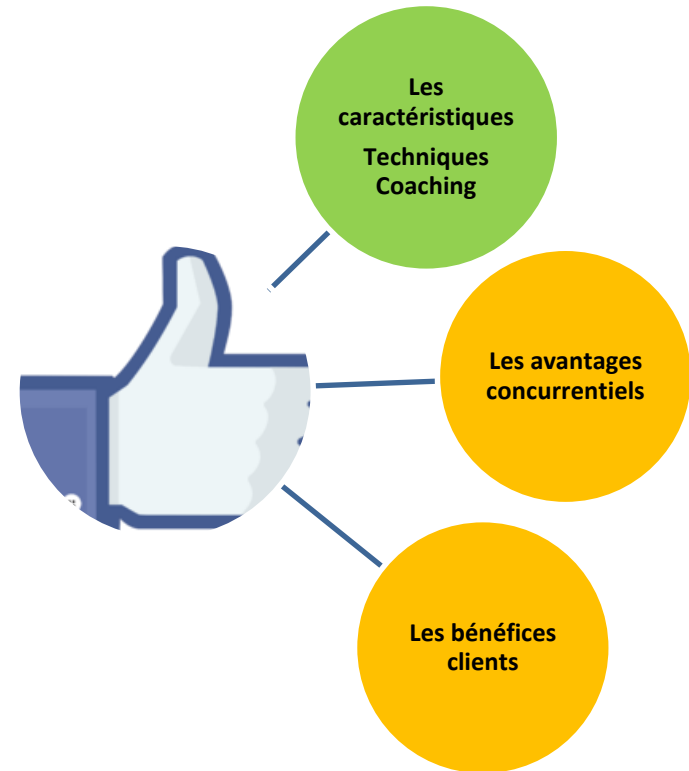 Les
caractéristiques
Techniques
Coaching
Les avantages
concurrentiels
Les bénéfices
clients